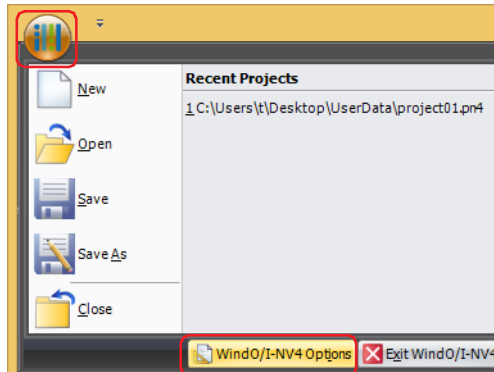 New
Open
Save
Save As
Close
Recent Projects
1 C:\Users\t\Desktop\UserData\project01.pn4
WindO/I-NV4 Options
Exit WindO/I-NV4